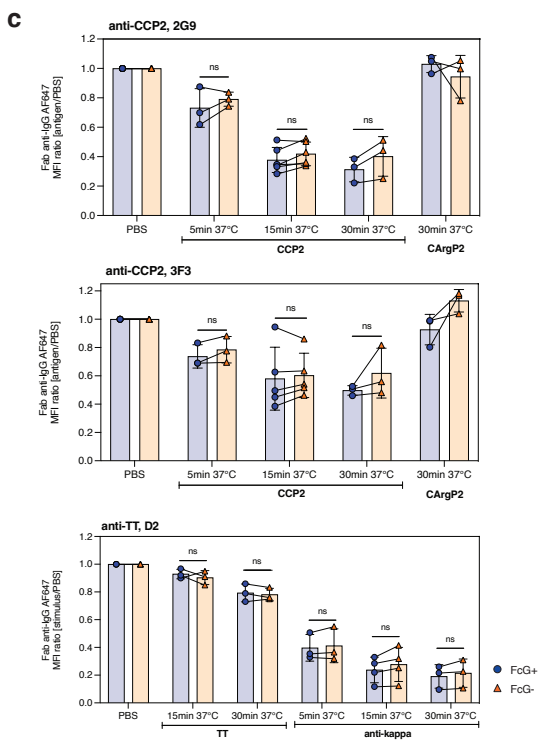 C
anti-CCP2, 2G9
Fab anti-IgG AF647
MFI ratio [antigen/PBS]
1.2
1.0
0.8
0.6
0.4
0.2
0.0
ns
ns
ns
PBS
5min 37°C
15min 37°C
30min 37°C
30min 37°C
CCP2
CArgP2
anti-CCP2, 3F3
Fab anti-IgG AF647
MFI ratio [antigen/PBS]
1.2
1.0
0.8
0.6
0.4
0.2
0.0
ns
ns
ns
PBS
5min 37°C
15min 37°C
30min 37°C
30min 37°C
CCP2
CArgP2
anti-TT, D2
Fab anti-IgG AF647
MFI ratio [stimulus/PBS]
1.2
1.0
0.8
0.6
0.4
0.2
0.0
ns
ns
ns
ns
ns
PBS
15min 37°C
30min 37°C
5min 37°C
15min 37°C
30min 37°C
TT
anti-kappa
FcG+
FcG-